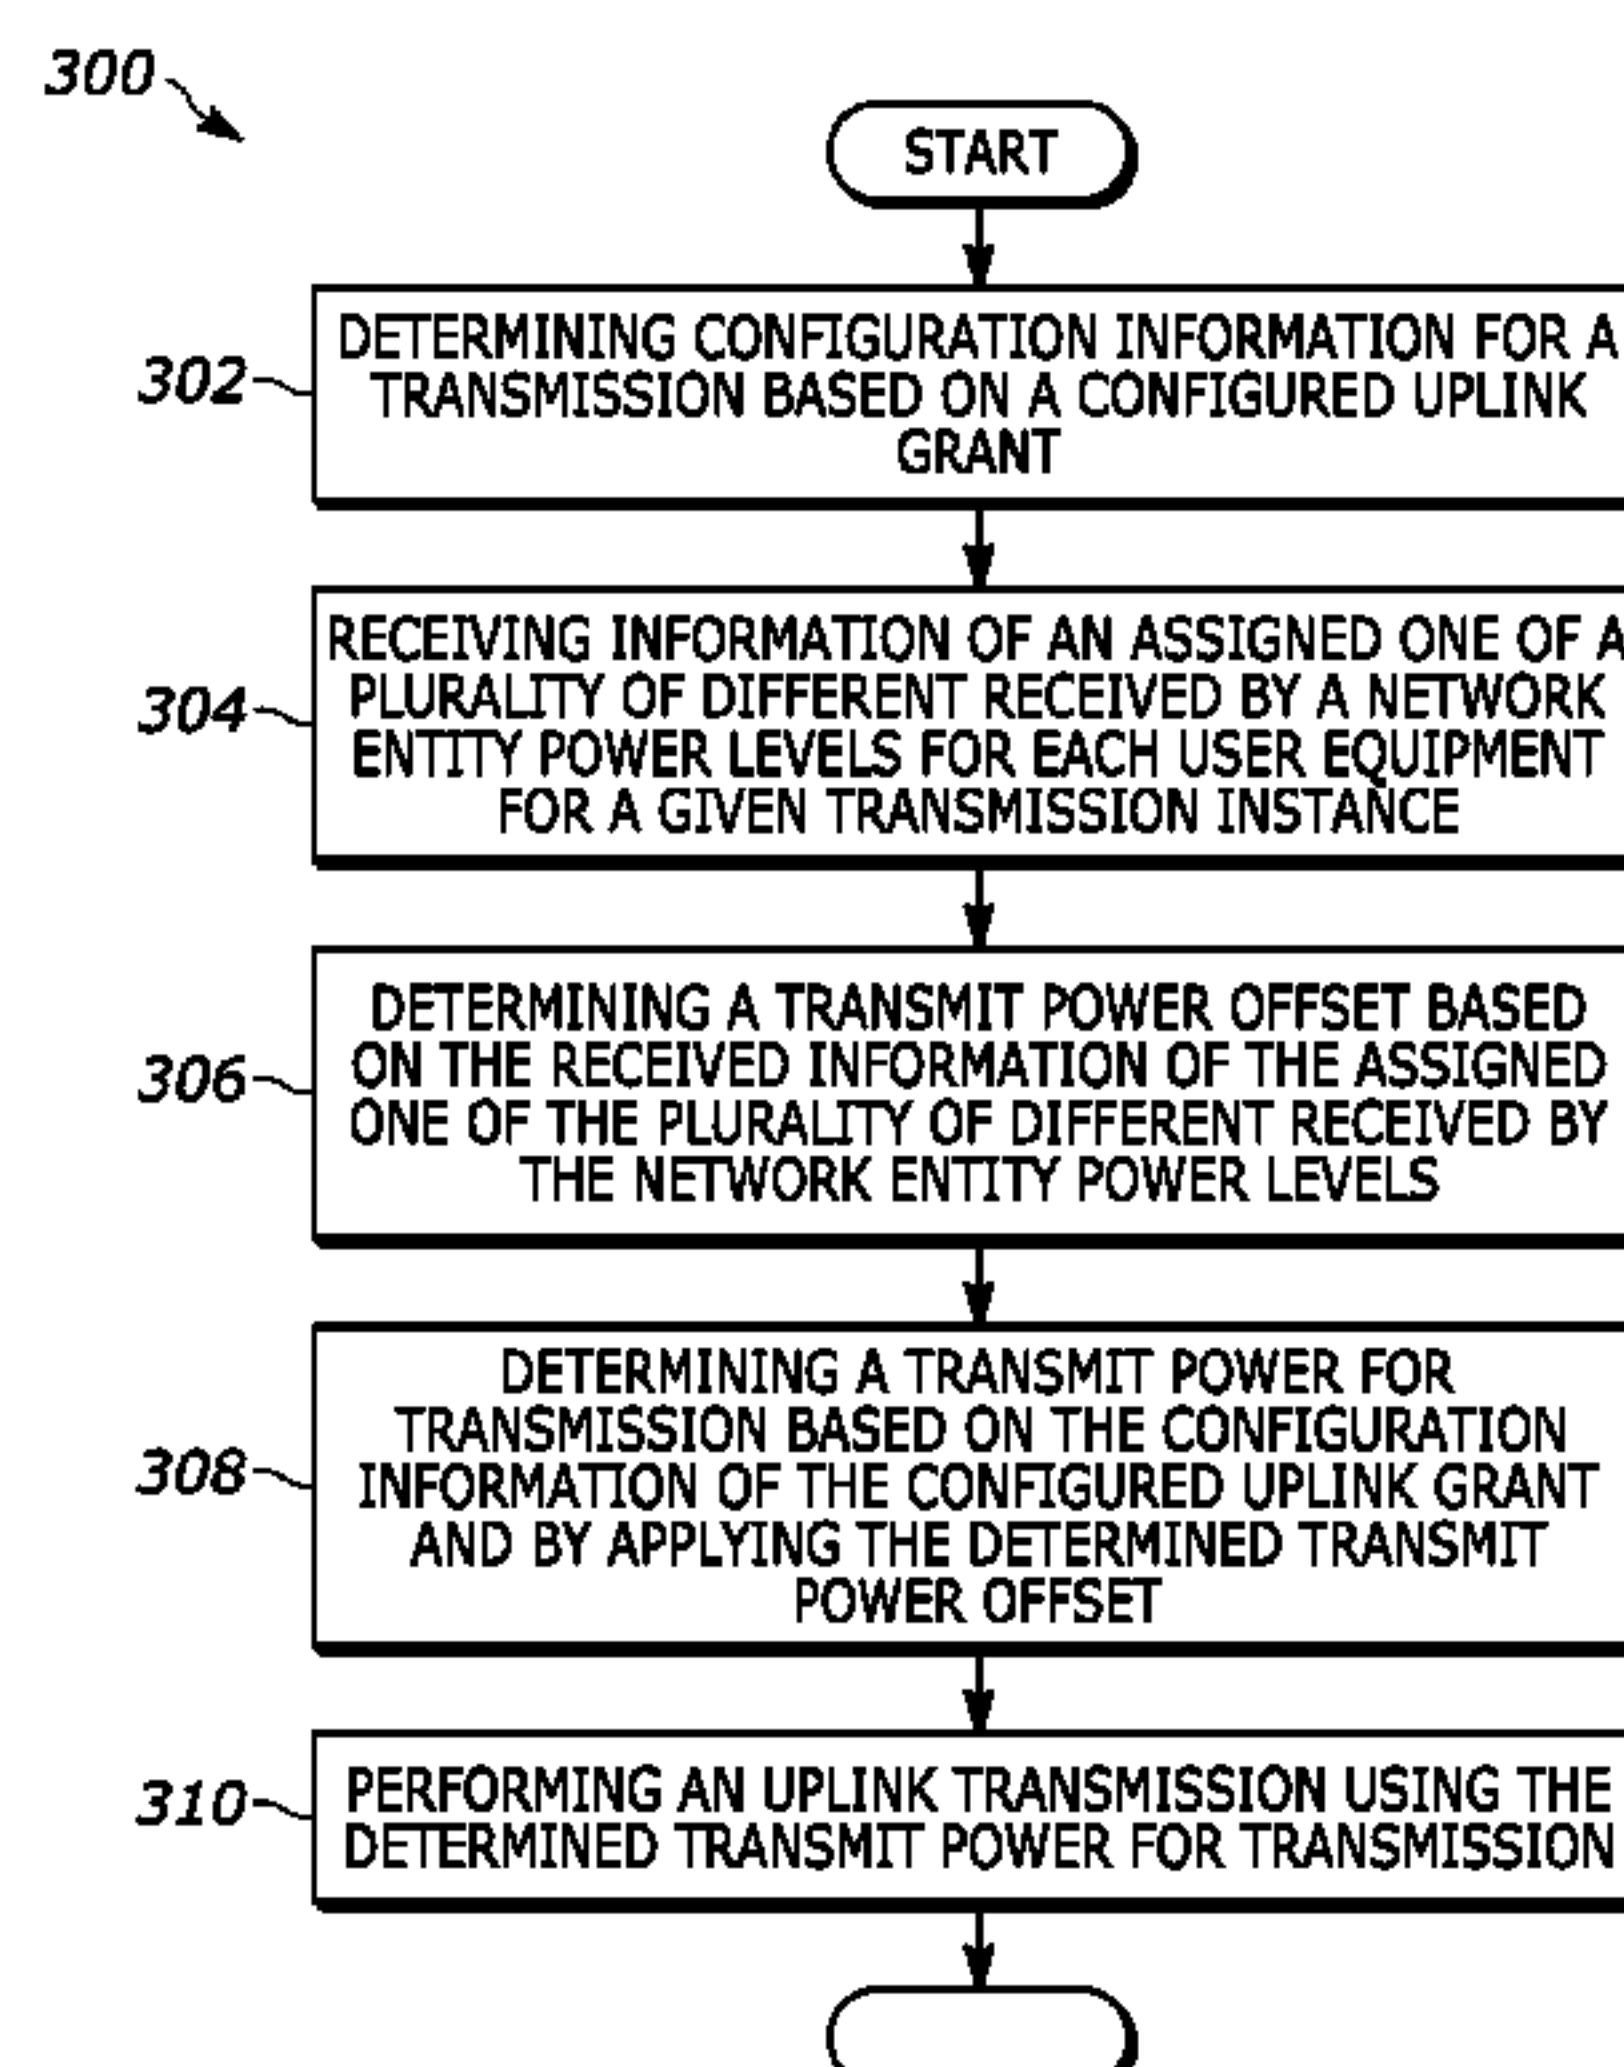 300
START
302
DETERMINING CONFIGURATION INFORMATION FOR A
TRANSMISSION BASED ON A CONFIGURED UPLINK
GRANT
304
RECEIVING INFORMATION OF AN ASSIGNED ONE OF A
PLURALITY OF DIFFERENT RECEIVED BY A NETWORK
ENTITY POWER LEVELS FOR EACH USER EQUIPMENT
FOR A GIVEN TRANSMISSION INSTANCE
306
DETERMINING A TRANSMIT POWER OFFSET BASED
ON THE RECEIVED INFORMATION OF THE ASSIGNED
ONE OF THE PLURALITY OF DIFFERENT RECEIVED BY
THE NETWORK ENTITY POWER LEVELS
308
DETERMINING A TRANSMIT POWER FOR
TRANSMISSION BASED ON THE CONFIGURATION
INFORMATION OF THE CONFIGURED UPLINK GRANT
AND BY APPLYING THE DETERMINED TRANSMIT
POWER OFFSET
310
PERFORMING AN UPLINK TRANSMISSION USING THE
DETERMINED TRANSMIT POWER FOR TRANSMISSION